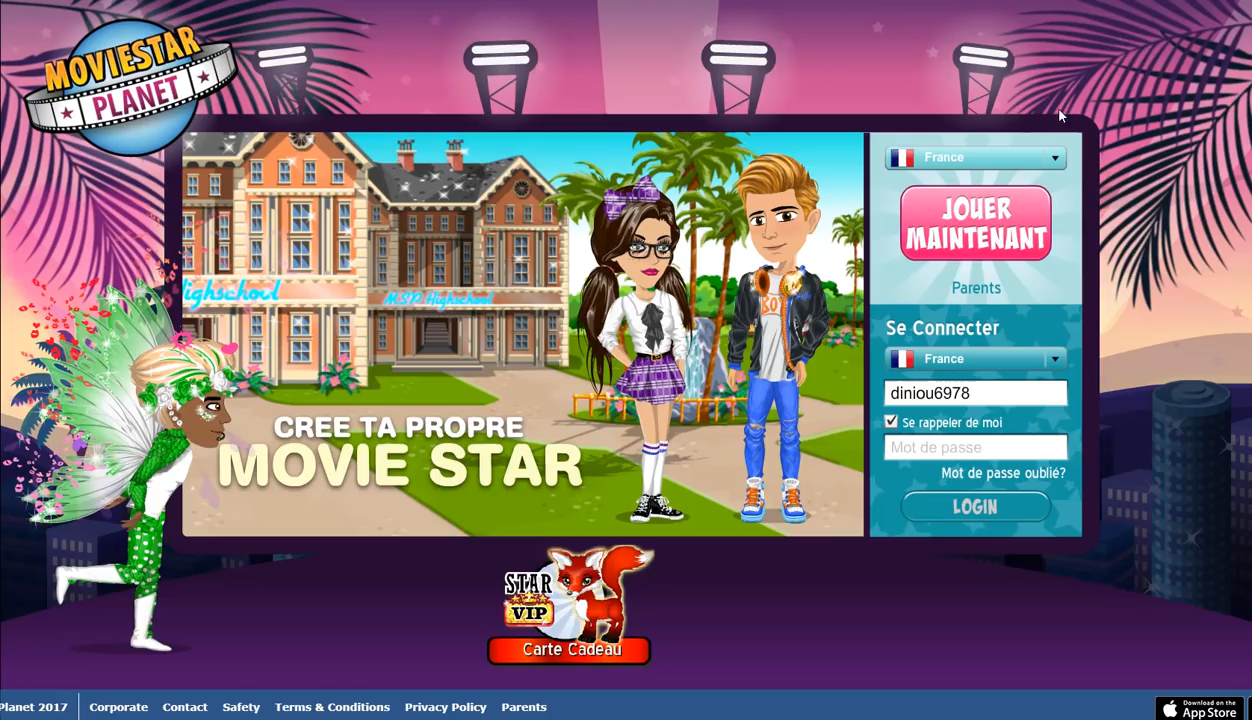 MOVIESTAR
PLANET
France
JOUER
MAINTENANT
Parents
Se Connecter
France
diniou6978
Se rappeler de moi
Mot de passe
Mot de passe oublié?
LOGIN
ighschool
MSP Highschool
BOY
CREE TA PROPRE
MOVIE STAR
STAR
VIP
Carte Cadeau
Planet 2017
Corporate
Contact
Safety
Terms & Conditions
Privacy Policy
Parents
Download on the
App Store